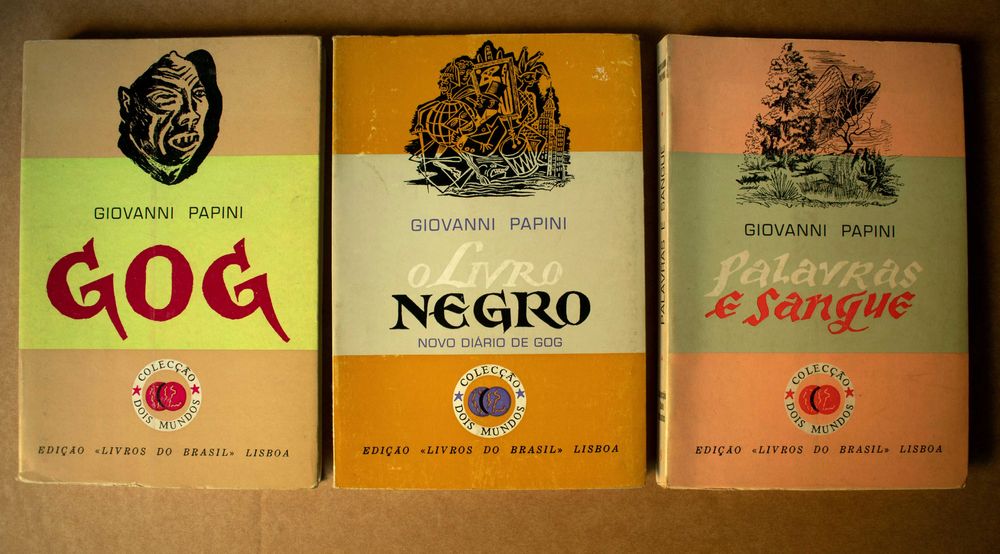 GIOVANNI PAPINI
GOG
COLECÇÃO
DOIS MUNDOS
EDIÇÃO «LIVROS DO BRASIL» LISBOA
GIOVANNI PAPINI
O LIVRO
NEGRO
NOVO DIÁRIO DE GOG
COLECÇÃO
DOIS MUNDOS
EDIÇÃO «LIVROS DO BRASIL» LISBOA
PALAVRAS E SANGUE
GIOVANNI PAPINI
Palavras
e Sangue
COLECÇÃO
DOIS MUNDOS
EDIÇÃO «LIVROS DO BRASIL» LISBOA